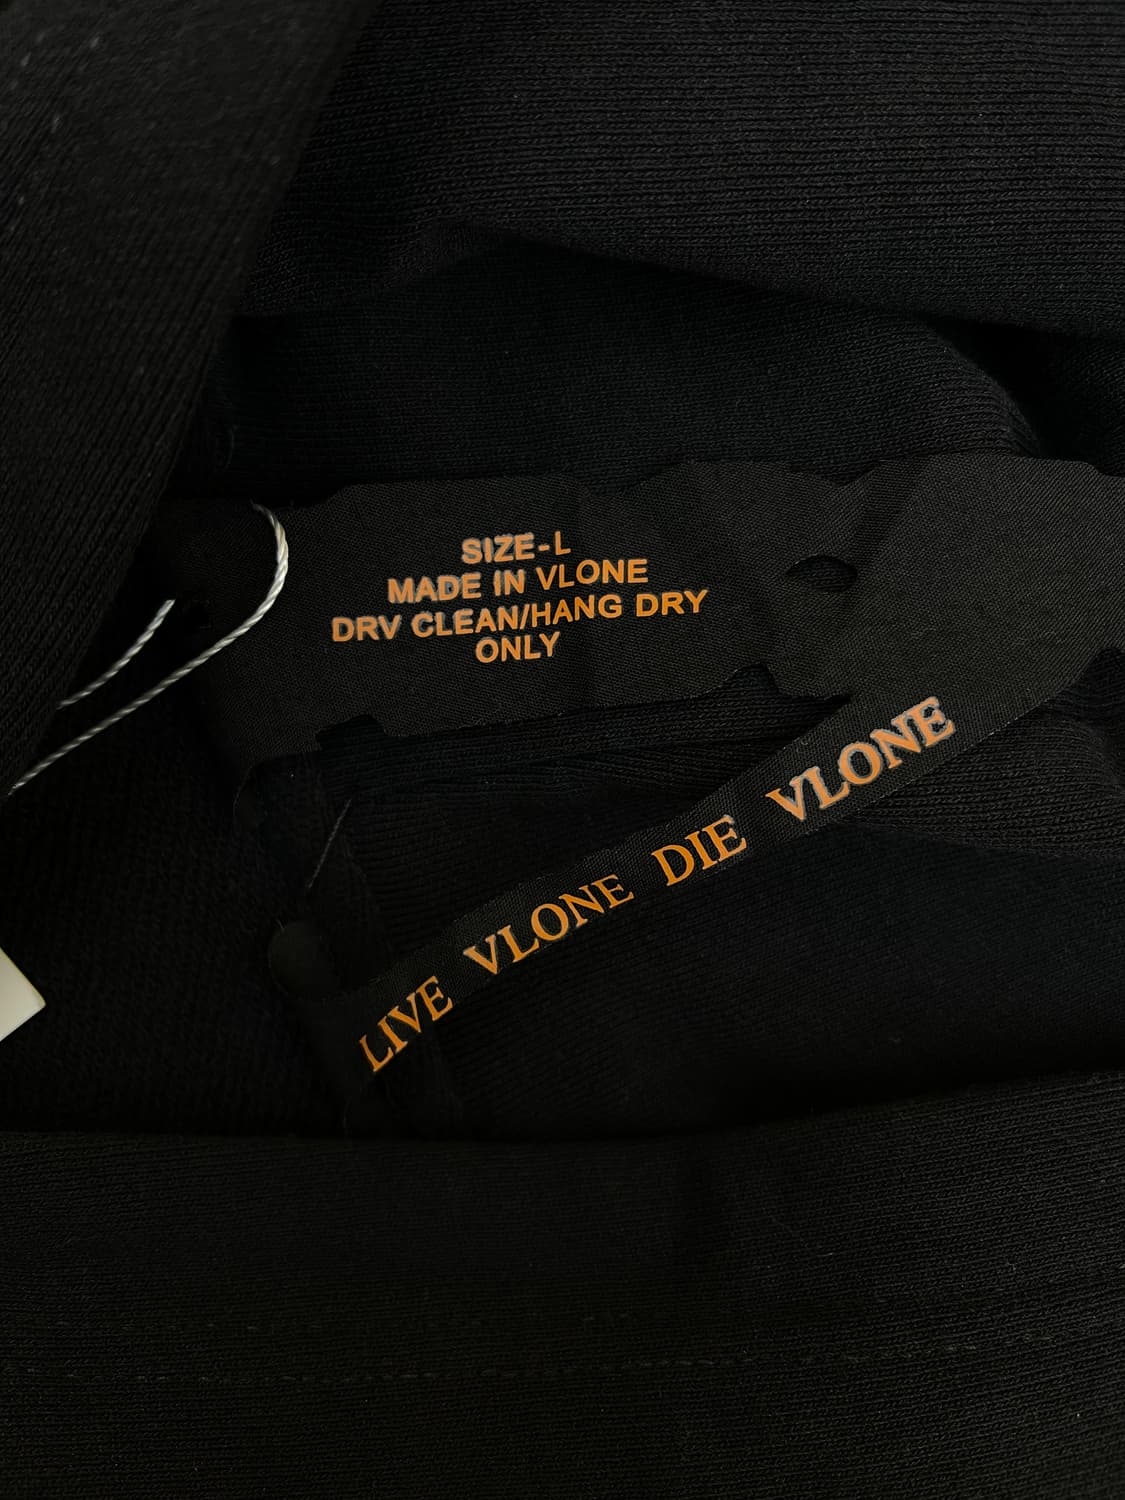 SIZE-L
MADE IN VLONE
DRV CLEAN/HANG DRY
ONLY
LIVE VLONE DIE VLONE